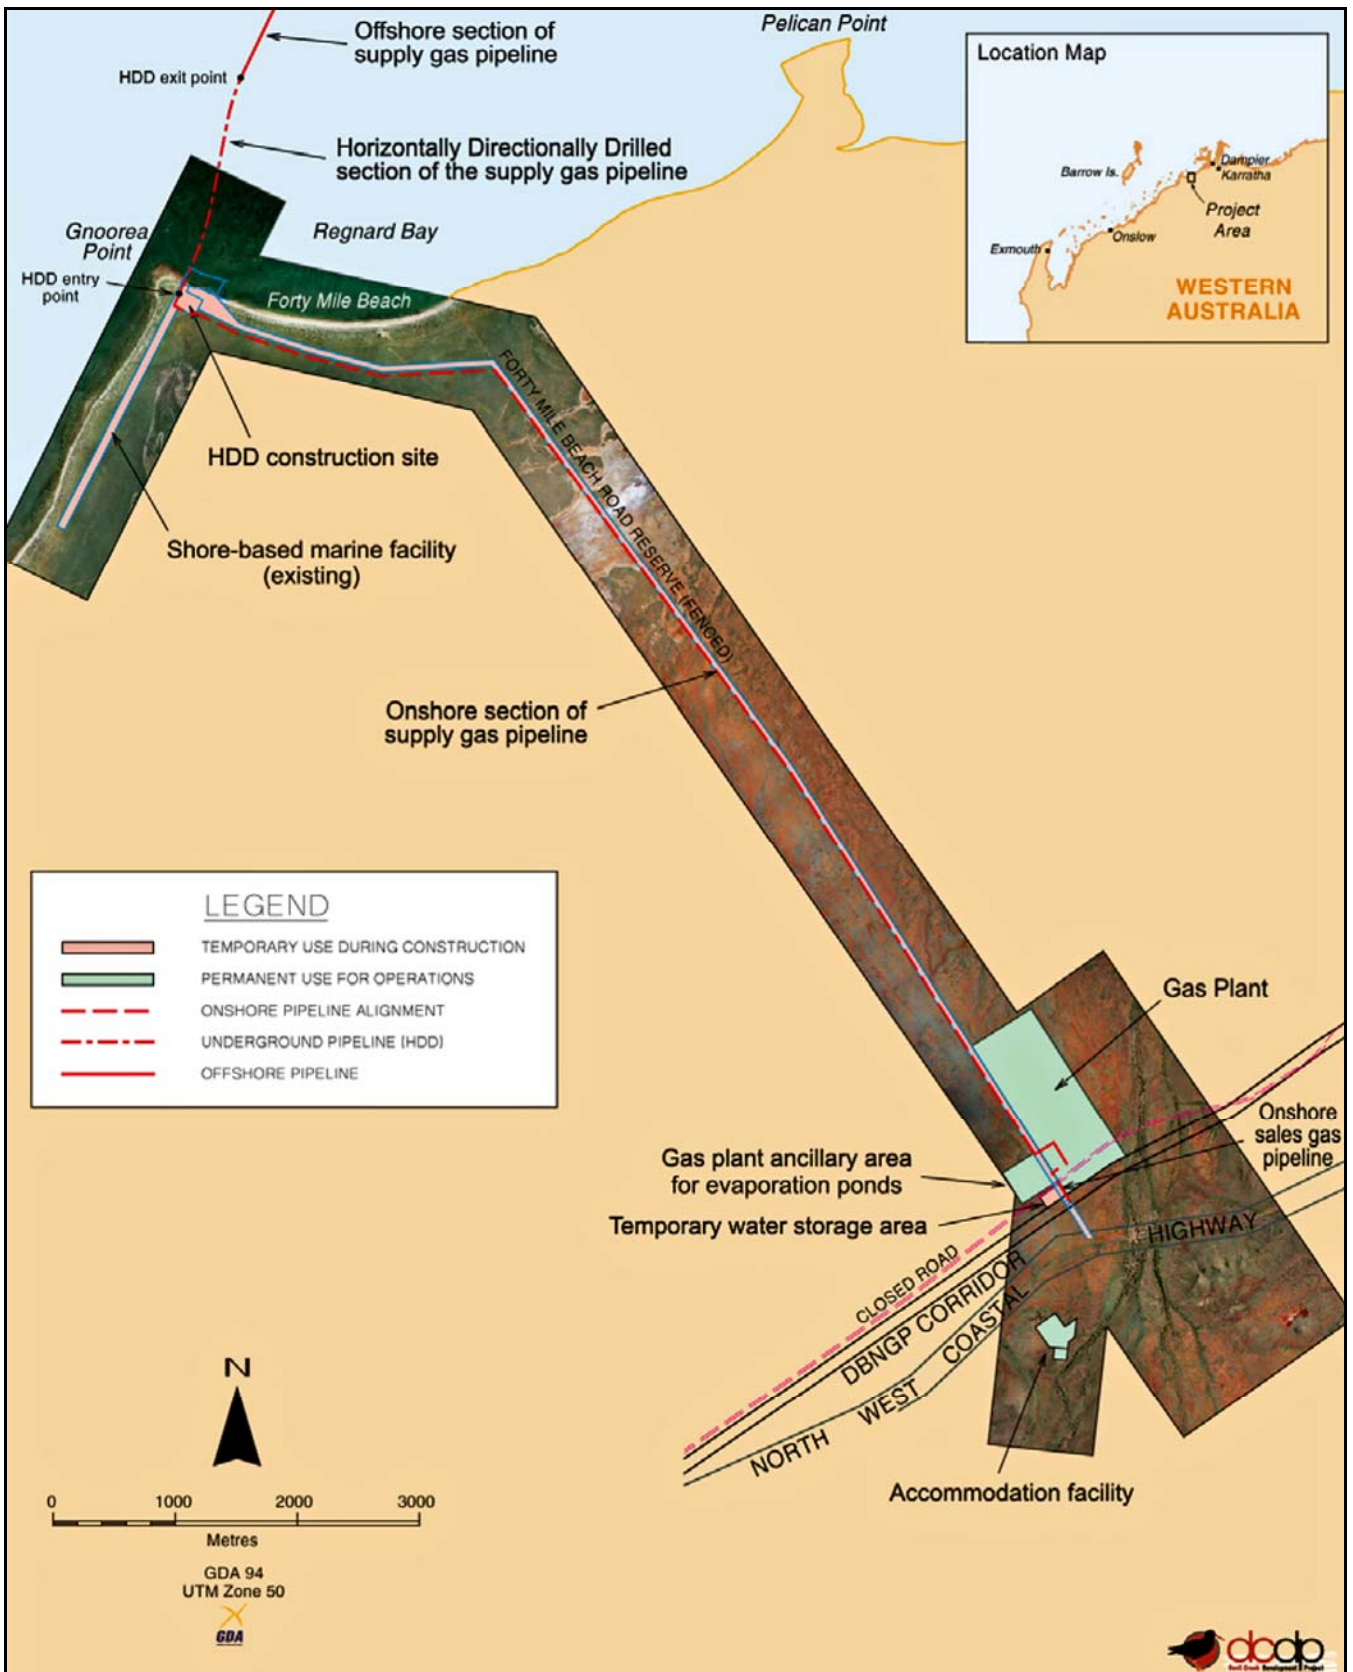 Offshore section of
supply gas pipeline
Pelican Point
HDD exit point
Horizontally Directionally Drilled
section of the supply gas pipeline
Location Map
Barrow Is.
Dampier
Karratha
Project
Area
Onslow
Exmouth
WESTERN
AUSTRALIA
Gnoorea
Point
Regnard Bay
HDD entry
point
Forty Mile Beach
FORTY MILE BEACH ROAD RESERVE (FENCED)
HDD construction site
Shore-based marine facility
(existing)
Onshore section of
supply gas pipeline
LEGEND
TEMPORARY USE DURING CONSTRUCTION
PERMANENT USE FOR OPERATIONS
ONSHORE PIPELINE ALIGNMENT
UNDERGROUND PIPELINE (HDD)
OFFSHORE PIPELINE
Gas Plant
Onshore
sales gas
pipeline
Gas plant ancillary area
for evaporation ponds
Temporary water storage area
CLOSED ROAD
DBNGP CORRIDOR
NORTH WEST COASTAL HIGHWAY
Accommodation facility
N
0 1000 2000 3000
Metres
GDA 94
UTM Zone 50
GDA
dcdp
Devil Creek Development Project